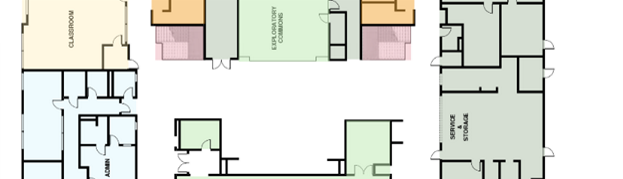 CLASSROOM
EXPLORATORY
COMMONS
SERVICE
&
STORAGE
ADMIN